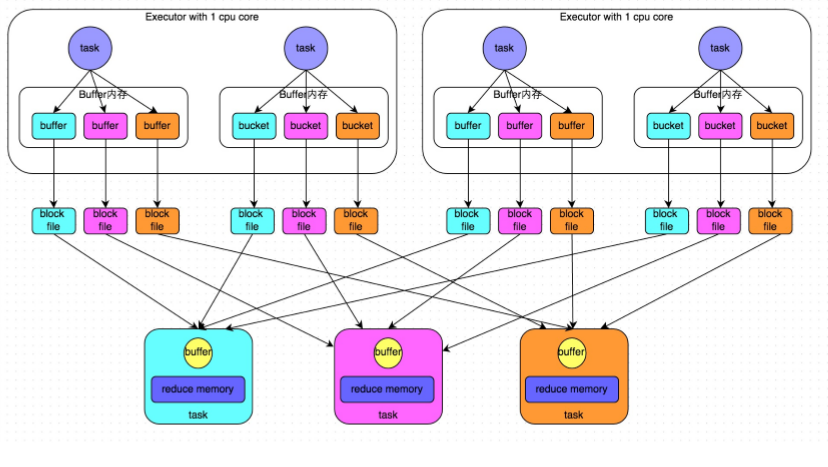 Executor with 1 cpu core
Executor with 1 cpu core
task
task
task
task
Buffer内存
Buffer内存
Buffer内存
Buffer内存
buffer
buffer
buffer
bucket
bucket
bucket
buffer
buffer
buffer
bucket
bucket
bucket
block
file
block
file
block
file
block
file
block
file
block
file
block
file
block
file
block
file
block
file
block
file
block
file
buffer
reduce memory
task
buffer
reduce memory
task
buffer
reduce memory
task